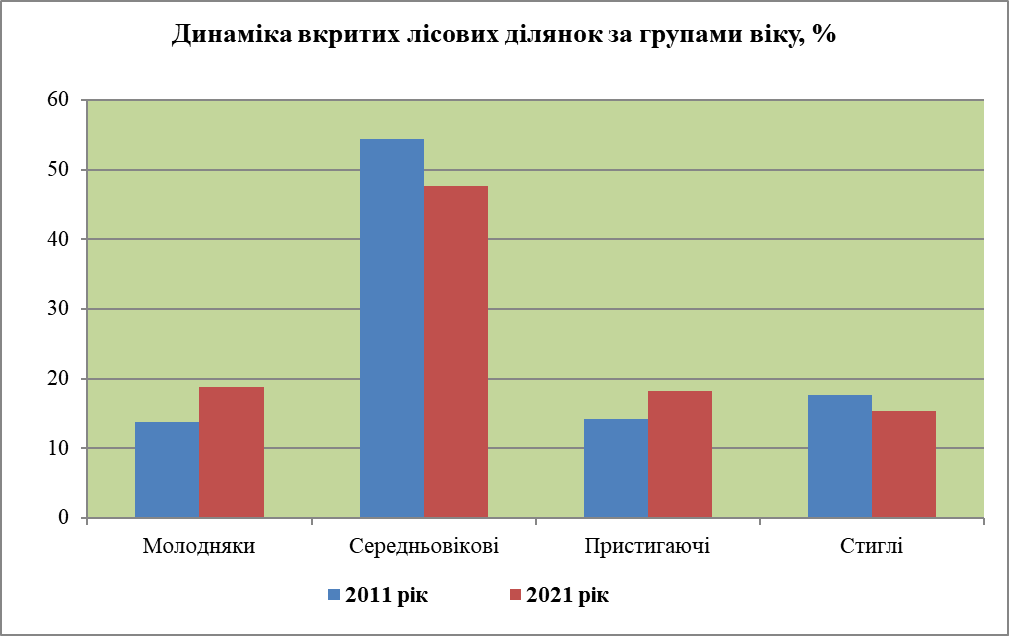 Динаміка вкритих лісових ділянок за групами віку, %
60
50
40
30
20
10
0
Молодняки Середньовікові Пристигаючі Стиглі
2011 рік 2021 рік